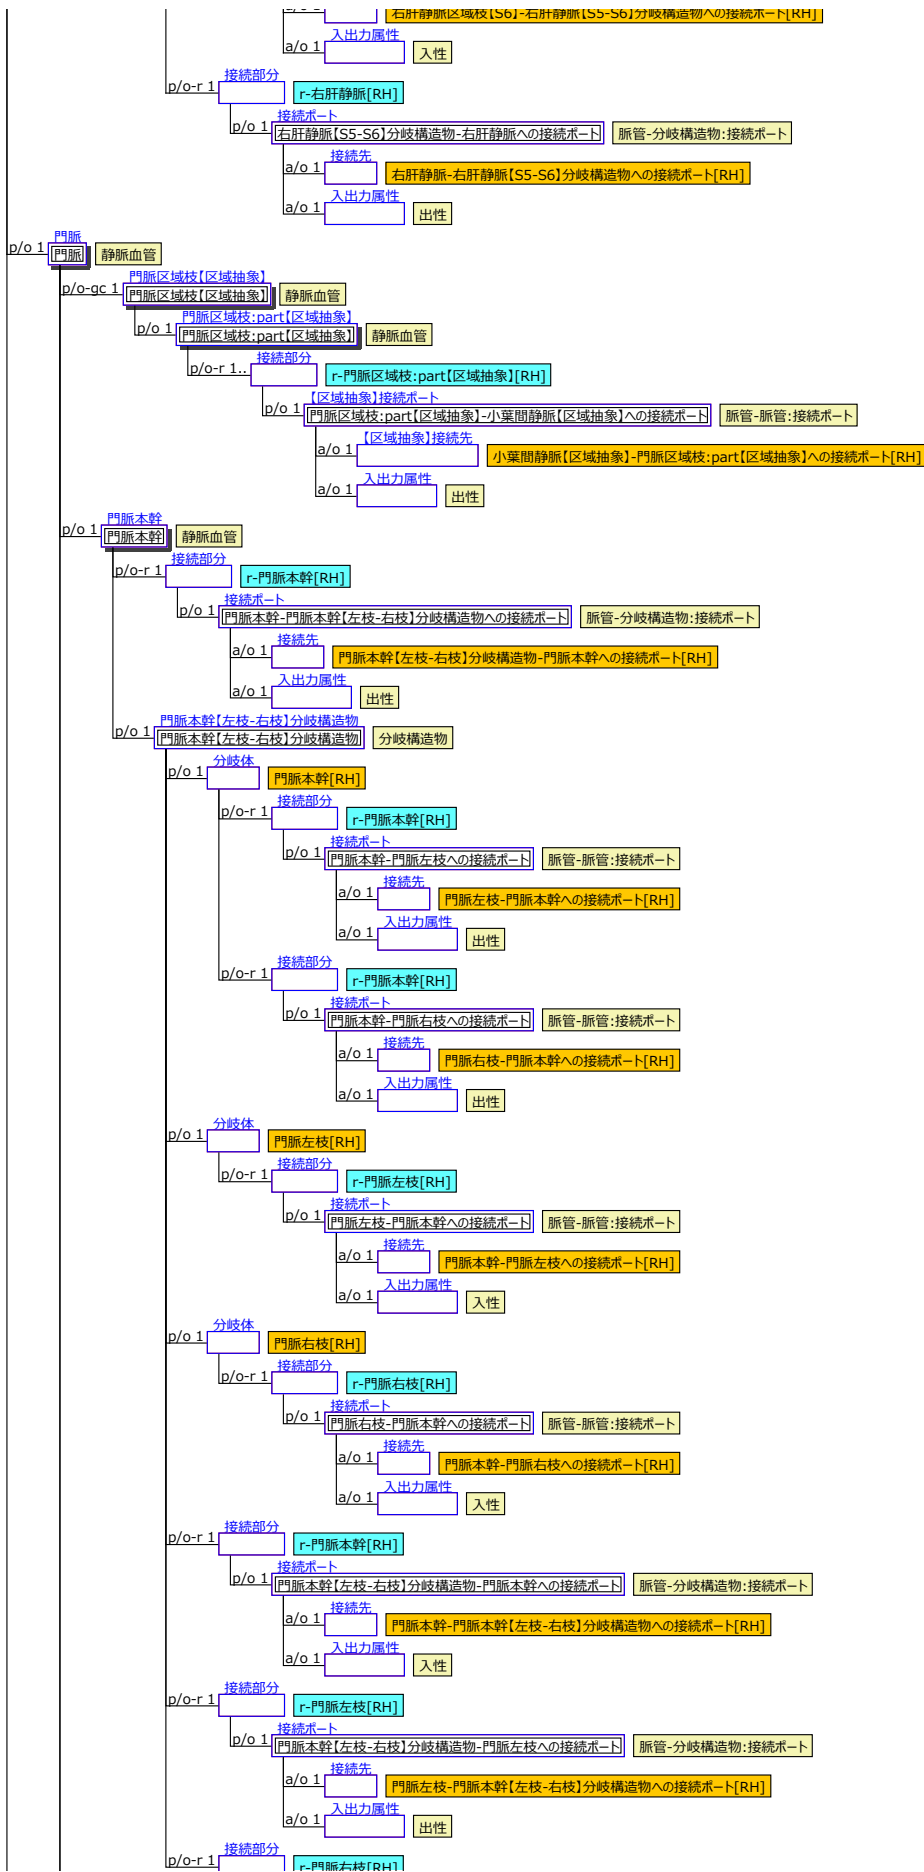 a/o 1 右肝静脈区域枝【S6】-右肝静脈【S5-S6】分岐構造物への接続ポート[RH]
入出力属性
a/o 1 入性
接続部分
p/o-r 1 r-右肝静脈[RH]
接続ポート
p/o 1 右肝静脈【S5-S6】分岐構造物-右肝静脈への接続ポート 脈管-分岐構造物:接続ポート
接続先
a/o 1 右肝静脈-右肝静脈【S5-S6】分岐構造物への接続ポート[RH]
入出力属性
a/o 1 出性
門脈
p/o 1 門脈 静脈血管
門脈区域枝【区域抽象】
p/o-gc 1 門脈区域枝【区域抽象】 静脈血管
門脈区域枝:part【区域抽象】
p/o 1 門脈区域枝:part【区域抽象】 静脈血管
接続部分
p/o-r 1.. r-門脈区域枝:part【区域抽象】[RH]
【区域抽象】接続ポート
p/o 1 門脈区域枝:part【区域抽象】-小葉間静脈【区域抽象】への接続ポート 脈管-脈管:接続ポート
【区域抽象】接続先
a/o 1 小葉間静脈【区域抽象】-門脈区域枝:part【区域抽象】への接続ポート[RH]
入出力属性
a/o 1 出性
門脈本幹
p/o 1 門脈本幹 静脈血管
接続部分
p/o-r 1 r-門脈本幹[RH]
接続ポート
p/o 1 門脈本幹-門脈本幹【左枝-右枝】分岐構造物への接続ポート 脈管-分岐構造物:接続ポート
接続先
a/o 1 門脈本幹【左枝-右枝】分岐構造物-門脈本幹への接続ポート[RH]
入出力属性
a/o 1 出性
門脈本幹【左枝-右枝】分岐構造物
p/o 1 門脈本幹【左枝-右枝】分岐構造物 分岐構造物
分岐体
p/o 1 門脈本幹[RH]
接続部分
p/o-r 1 r-門脈本幹[RH]
接続ポート
p/o 1 門脈本幹-門脈左枝への接続ポート 脈管-脈管:接続ポート
接続先
a/o 1 門脈左枝-門脈本幹への接続ポート[RH]
入出力属性
a/o 1 出性
接続部分
p/o-r 1 r-門脈本幹[RH]
接続ポート
p/o 1 門脈本幹-門脈右枝への接続ポート 脈管-脈管:接続ポート
接続先
a/o 1 門脈右枝-門脈本幹への接続ポート[RH]
入出力属性
a/o 1 出性
分岐体
p/o 1 門脈左枝[RH]
接続部分
p/o-r 1 r-門脈左枝[RH]
接続ポート
p/o 1 門脈左枝-門脈本幹への接続ポート 脈管-脈管:接続ポート
接続先
a/o 1 門脈本幹-門脈左枝への接続ポート[RH]
入出力属性
a/o 1 入性
分岐体
p/o 1 門脈右枝[RH]
接続部分
p/o-r 1 r-門脈右枝[RH]
接続ポート
p/o 1 門脈右枝-門脈本幹への接続ポート 脈管-脈管:接続ポート
接続先
a/o 1 門脈本幹-門脈右枝への接続ポート[RH]
入出力属性
a/o 1 入性
接続部分
p/o-r 1 r-門脈本幹[RH]
接続ポート
p/o 1 門脈本幹【左枝-右枝】分岐構造物-門脈本幹への接続ポート 脈管-分岐構造物:接続ポート
接続先
a/o 1 門脈本幹-門脈本幹【左枝-右枝】分岐構造物への接続ポート[RH]
入出力属性
a/o 1 入性
接続部分
p/o-r 1 r-門脈左枝[RH]
接続ポート
p/o 1 門脈本幹【左枝-右枝】分岐構造物-門脈左枝への接続ポート 脈管-分岐構造物:接続ポート
接続先
a/o 1 門脈左枝-門脈本幹【左枝-右枝】分岐構造物への接続ポート[RH]
入出力属性
a/o 1 出性
接続部分
p/o-r 1 r-門脈右枝[RH]